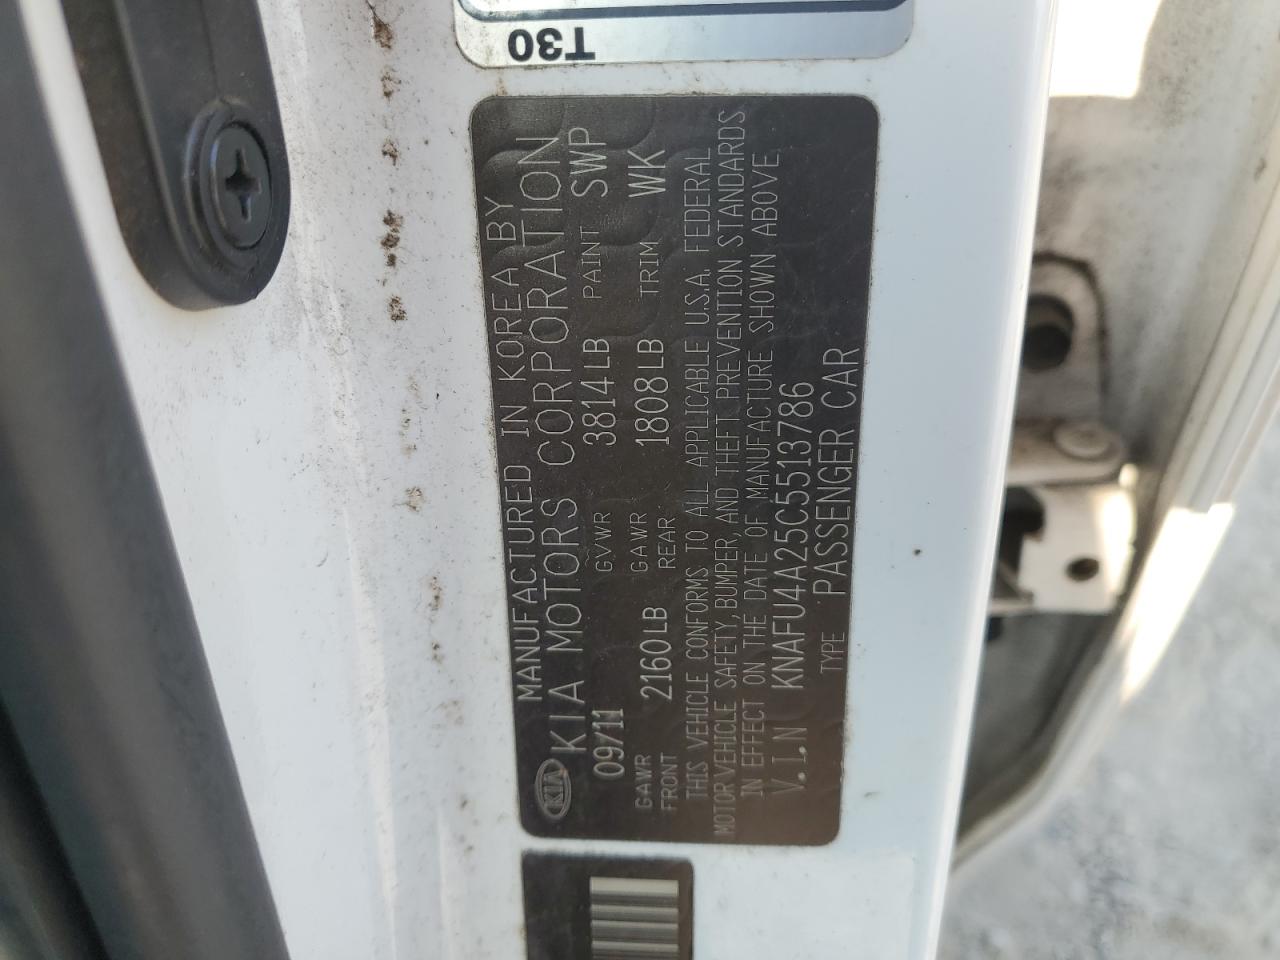 T30
MANUFACTURED IN KOREA BY
KIA KIA MOTORS CORPORATION
09/11 GVWR 3814LB PAINT SWP
GAWR FRONT 2160LB GAWR REAR 1808LB TRIM WK
THIS VEHICLE CONFORMS TO ALL APPLICABLE U.S.A. FEDERAL
MOTOR VEHICLE SAFETY, BUMPER, AND THEFT PREVENTION STANDARDS
IN EFFECT ON THE DATE OF MANUFACTURE SHOWN ABOVE
V.I.N KNAFU4A25C5513786
TYPE PASSENGER CAR